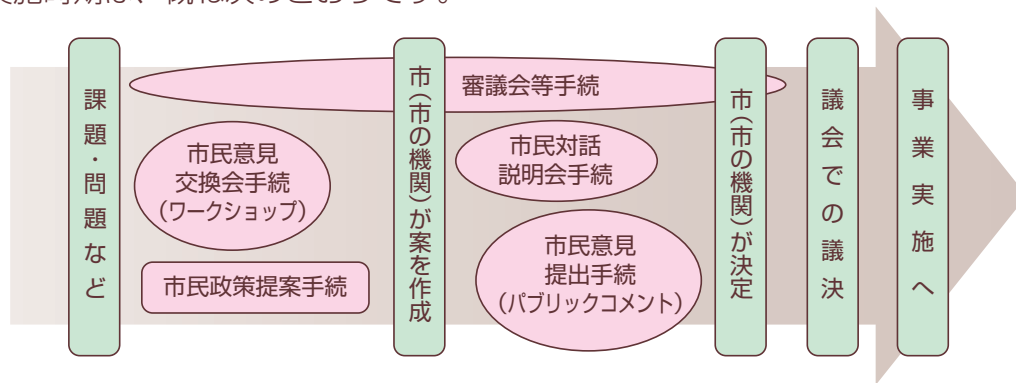 実施時期は、概ね次のとおりです。
課題・問題など
審議会等手続
市民意見
交換会手続
(ワークショップ)
市民政策提案手続
市(市の機関)が案を作成
市民対話
説明会手続
市民意見
提出手続
(パブリックコメント)
市(市の機関)が決定
議会での議決
事業実施へ